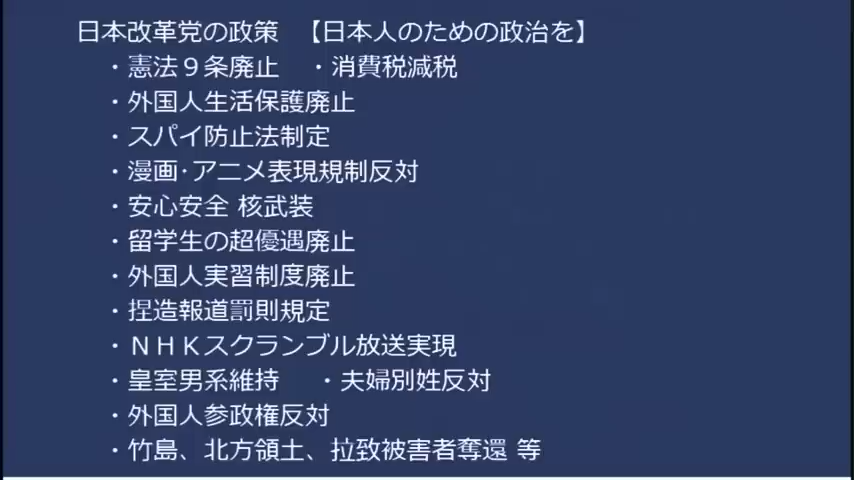 日本改革党の政策 【日本人のための政治を】
・憲法９条廃止 ・消費税減税
・外国人生活保護廃止
・スパイ防止法制定
・漫画・アニメ表現規制反対
・安心安全 核武装
・留学生の超優遇廃止
・外国人実習制度廃止
・捏造報道罰則規定
・ＮＨＫスクランブル放送実現
・皇室男系維持 ・夫婦別姓反対
・外国人参政権反対
・竹島、北方領土、拉致被害者奪還 等